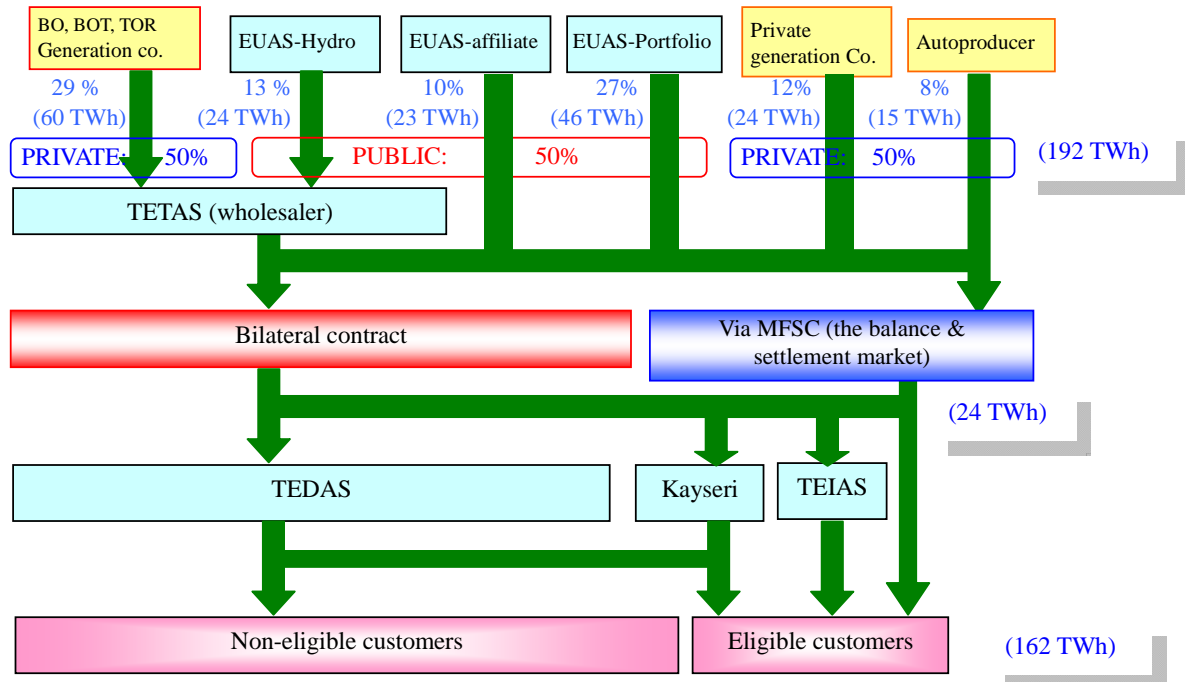 BO, BOT, TOR
Generation co.
EUAS-Hydro
EUAS-affiliate
EUAS-Portfolio
Private
generation Co.
Autoproducer
29 %
(60 TWh)
13 %
(24 TWh)
10%
(23 TWh)
27%
(46 TWh)
12%
(24 TWh)
8%
(15 TWh)
PRIVATE: 50%
PUBLIC: 50%
PRIVATE: 50%
(192 TWh)
TETAS (wholesaler)
Bilateral contract
Via MFSC (the balance &
settlement market)
(24 TWh)
TEDAS
Kayseri
TEIAS
Non-eligible customers
Eligible customers
(162 TWh)